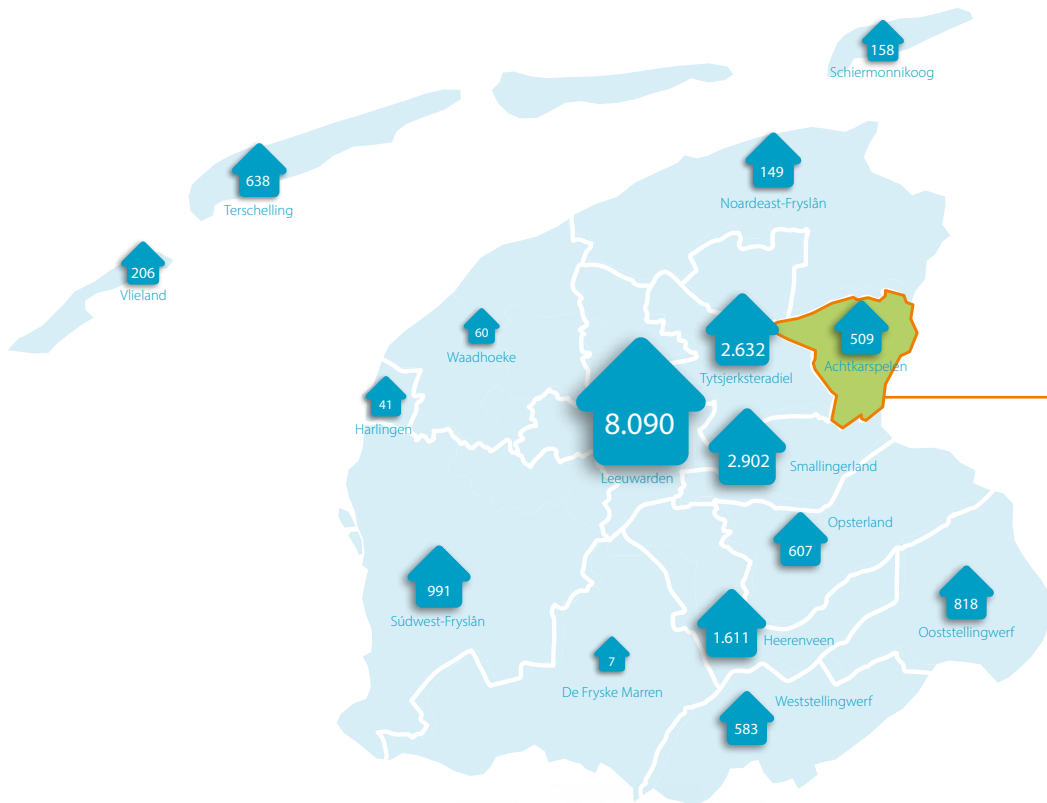 158
Schiermonnikoog
149
Noardeast-Fryslân
638
Terschelling
206
Vlieland
60
Waadhoeke
2.632
Tytsjerksteradiel
509
Achtkarspelen
41
Harlingen
8.090
Leeuwarden
2.902
Smallingerland
Opsterland
607
991
Súdwest-Fryslân
818
Ooststellingwerf
1.611
Heerenveen
7
De Fryske Marren
Weststellingwerf
583